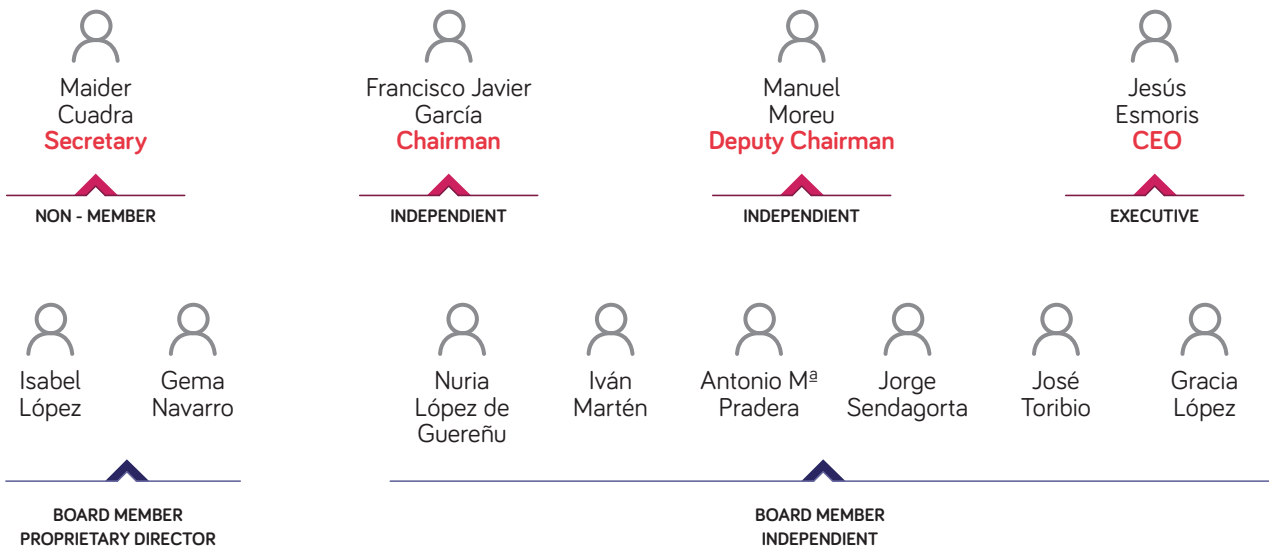 Maider
Cuadra
Secretary
NON - MEMBER
Francisco Javier
García
Chairman
INDEPENDIENT
Manuel
Moreu
Deputy Chairman
INDEPENDIENT
Jesús
Esmoris
CEO
EXECUTIVE
Isabel
López
Gema
Navarro
BOARD MEMBER
PROPRIETARY DIRECTOR
Nuria
López de
Guereñu
Iván
Martén
Antonio Mª
Pradera
Jorge
Sendagorta
José
Toribio
Gracia
López
BOARD MEMBER
INDEPENDIENT